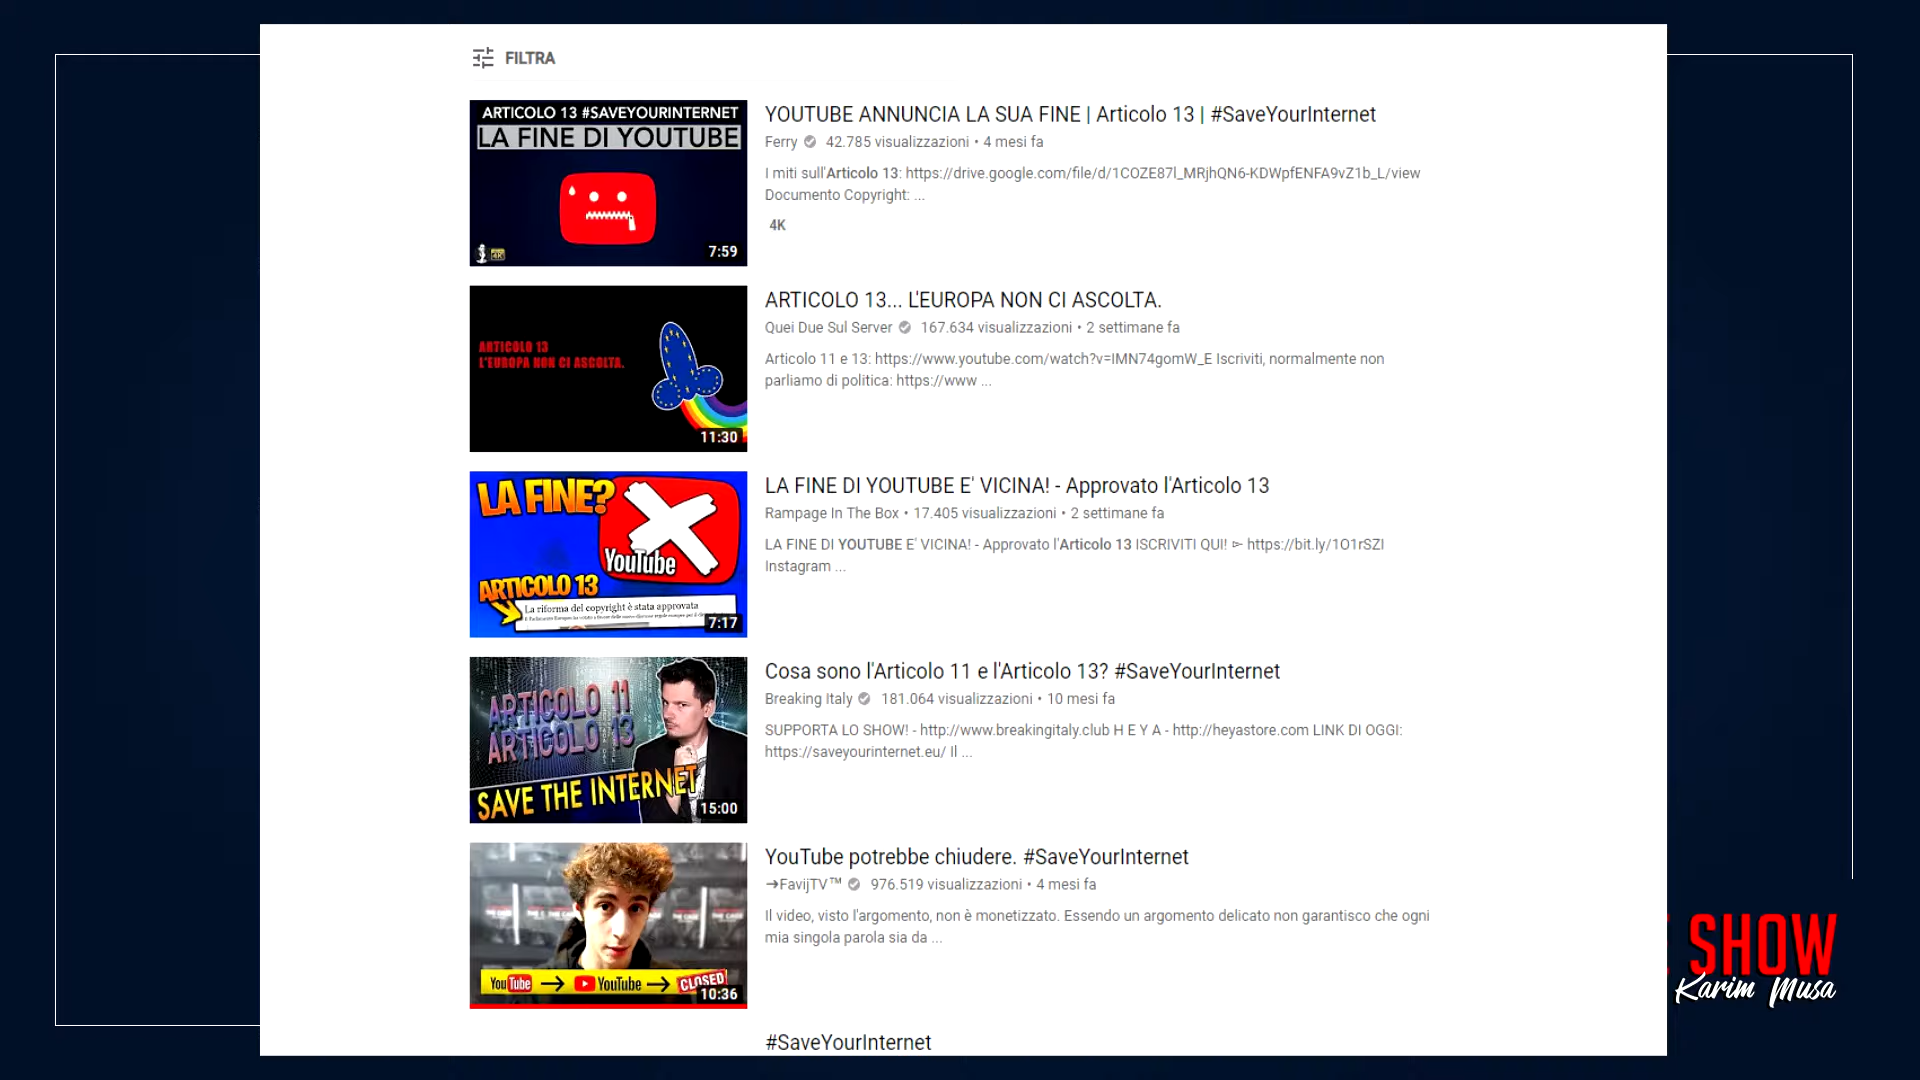 FILTRA
ARTICOLO 13 #SAVEYOURINTERNET
LA FINE DI YOUTUBE
7:59
YOUTUBE ANNUNCIA LA SUA FINE | Articolo 13 | #SaveYourInternet
Ferry 42.785 visualizzazioni • 4 mesi fa
I miti sull'Articolo 13: https://drive.google.com/file/d/1COZE87l_MRjhQN6-KDWpfENFA9vZ1b_L/view
Documento Copyright: ...
4K
ARTICOLO 13
L'EUROPA NON CI ASCOLTA.
11:30
ARTICOLO 13... L'EUROPA NON CI ASCOLTA.
Quei Due Sul Server 167.634 visualizzazioni • 2 settimane fa
Articolo 11 e 13: https://www.youtube.com/watch?v=IMN74gomW_E Iscriviti, normalmente non
parliamo di politica: https://www ...
LA FINE?
YouTube
ARTICOLO 13
La riforma del copyright è stata approvata
7:17
LA FINE DI YOUTUBE E' VICINA! - Approvato l'Articolo 13
Rampage In The Box • 17.405 visualizzazioni • 2 settimane fa
LA FINE DI YOUTUBE E' VICINA! - Approvato l'Articolo 13 ISCRIVITI QUI! ➣ https://bit.ly/1O1rSZI
Instagram ...
ARTICOLO 11
ARTICOLO 13
SAVE THE INTERNET
15:00
Cosa sono l'Articolo 11 e l'Articolo 13? #SaveYourInternet
Breaking Italy 181.064 visualizzazioni • 10 mesi fa
SUPPORTA LO SHOW! - http://www.breakingitaly.club H E Y A - http://heyastore.com LINK DI OGGI:
https://saveyourinternet.eu/ Il ...
YouTube → YouTube → CLOSED
10:36
YouTube potrebbe chiudere. #SaveYourInternet
➔FavijTV™ 976.519 visualizzazioni • 4 mesi fa
Il video, visto l'argomento, non è monetizzato. Essendo un argomento delicato non garantisco che ogni
mia singola parola sia da ...
#SaveYourInternet
SHOW
Karim Musa